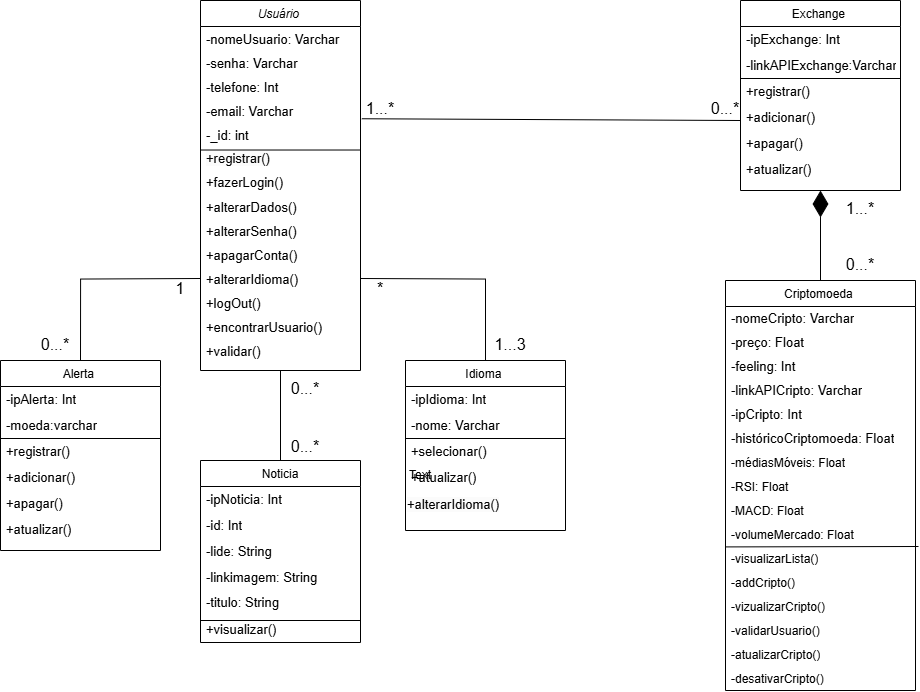 Usuário
-nomeUsuario: Varchar
-senha: Varchar
-telefone: Int
-email: Varchar
-_id: int
+registrar()
+fazerLogin()
+alterarDados()
+alterarSenha()
+apagarConta()
+alterarIdioma()
+logOut()
+encontrarUsuario()
+validar()
1...*
0...*
Exchange
-ipExchange: Int
-linkAPIExchange:Varchar
+registrar()
+adicionar()
+apagar()
+atualizar()
1...*
0...*
Criptomoeda
-nomeCripto: Varchar
-preço: Float
-feeling: Int
-linkAPICripto: Varchar
-ipCripto: Int
-históricoCriptomoeda: Float
-médiasMóveis: Float
-RSI: Float
-MACD: Float
-volumeMercado: Float
-visualizarLista()
-addCripto()
-vizualizarCripto()
-validarUsuario()
-atualizarCripto()
-desativarCripto()
1
0...*
Alerta
-ipAlerta: Int
-moeda:varchar
+registrar()
+adicionar()
+apagar()
+atualizar()
0...*
0...*
Noticia
-ipNoticia: Int
-id: Int
-lide: String
-linkimagem: String
-titulo: String
+visualizar()
*
1...3
Idioma
-ipIdioma: Int
-nome: Varchar
+selecionar()
Text
+atualizar()
+alterarIdioma()